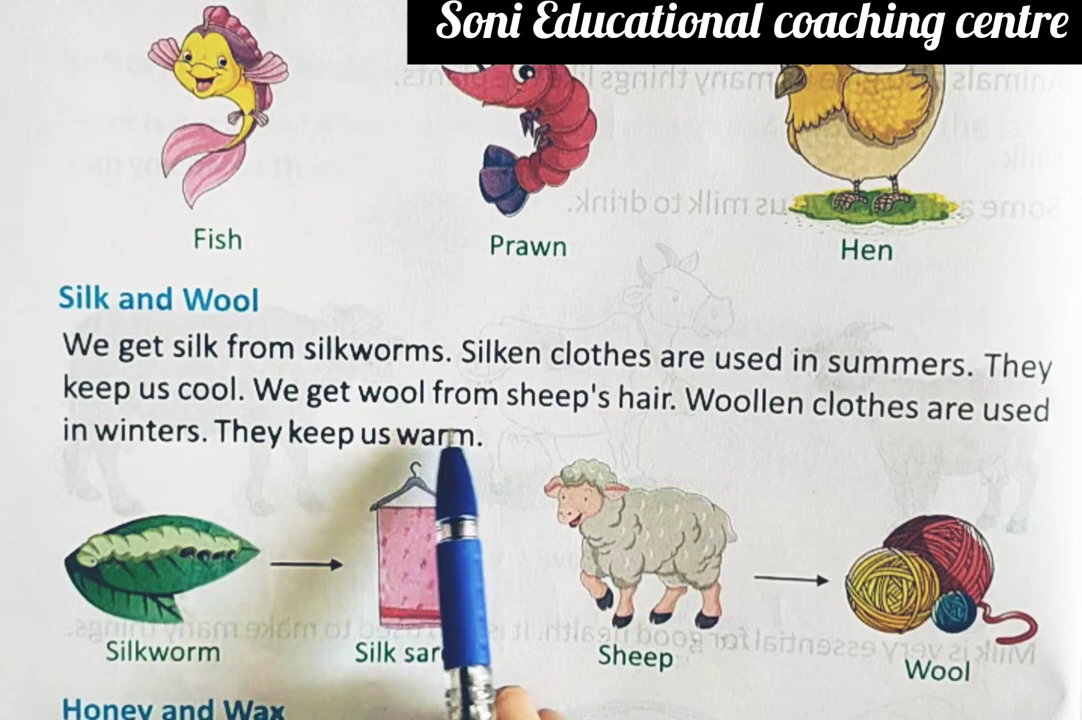 Soni Educational coaching centre
Fish
Prawn
Hen
Silk and Wool
We get silk from silkworms. Silken clothes are used in summers. They
keep us cool. We get wool from sheep's hair. Woollen clothes are used
in winters. They keep us warm.
Silkworm
Silk
Sheep
Wool
Honey and Wax